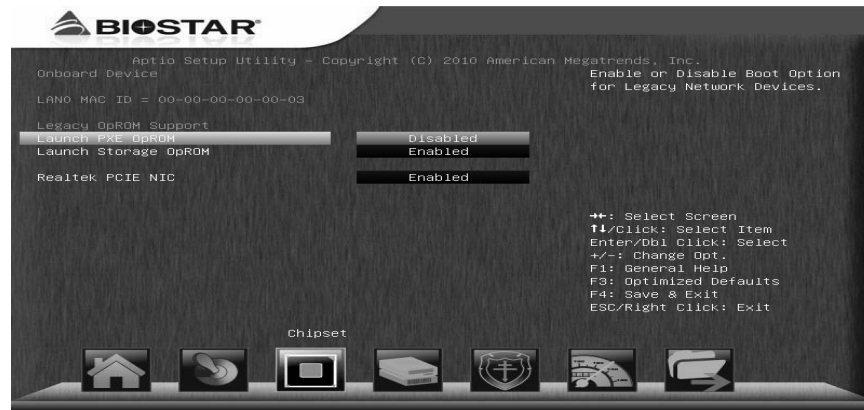 BIOSTAR®
Aptio Setup Utility - Copyright (C) 2010 American Megatrends, Inc.
Onboard Device
LAN0 MAC ID = 00-00-00-00-00-03
Legacy OpROM Support
Launch PXE OpROM Disabled
Launch Storage OpROM Enabled
Realtek PCIE NIC Enabled
Enable or Disable Boot Option
for Legacy Network Devices.
→←: Select Screen
↑↓/Click: Select Item
Enter/Dbl Click: Select
+/-: Change Opt.
F1: General Help
F3: Optimized Defaults
F4: Save & Exit
ESC/Right Click: Exit
Chipset